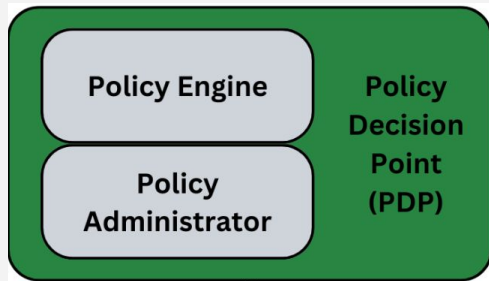 Policy Engine
Policy
Administrator
Policy
Decision
Point
(PDP)